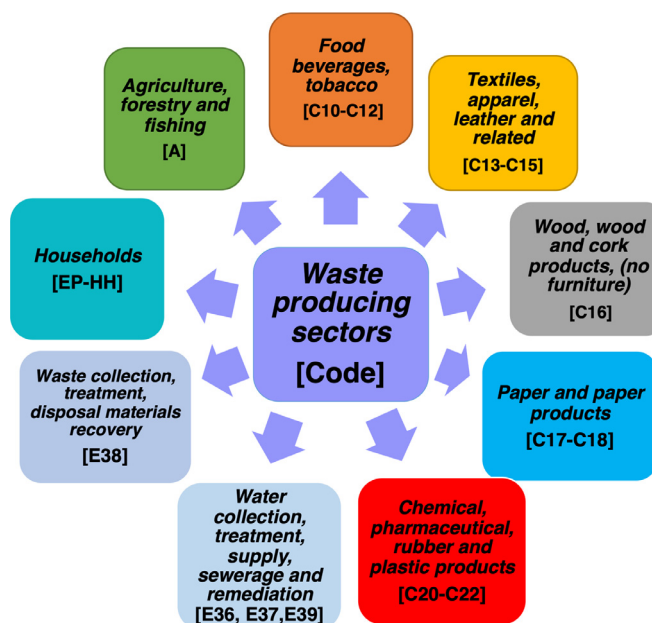 Food
beverages,
tobacco
[C10-C12]
Textiles,
apparel,
leather and
related
[C13-C15]
Wood, wood
and cork
products, (no
furniture)
[C16]
Paper and paper
products
[C17-C18]
Chemical,
pharmaceutical,
rubber and
plastic products
[C20-C22]
Water
collection,
treatment,
supply,
sewerage and
remediation
[E36, E37,E39]
Waste collection,
treatment,
disposal materials
recovery
[E38]
Households
[EP-HH]
Agriculture,
forestry and
fishing
[A]
Waste
producing
sectors
[Code]